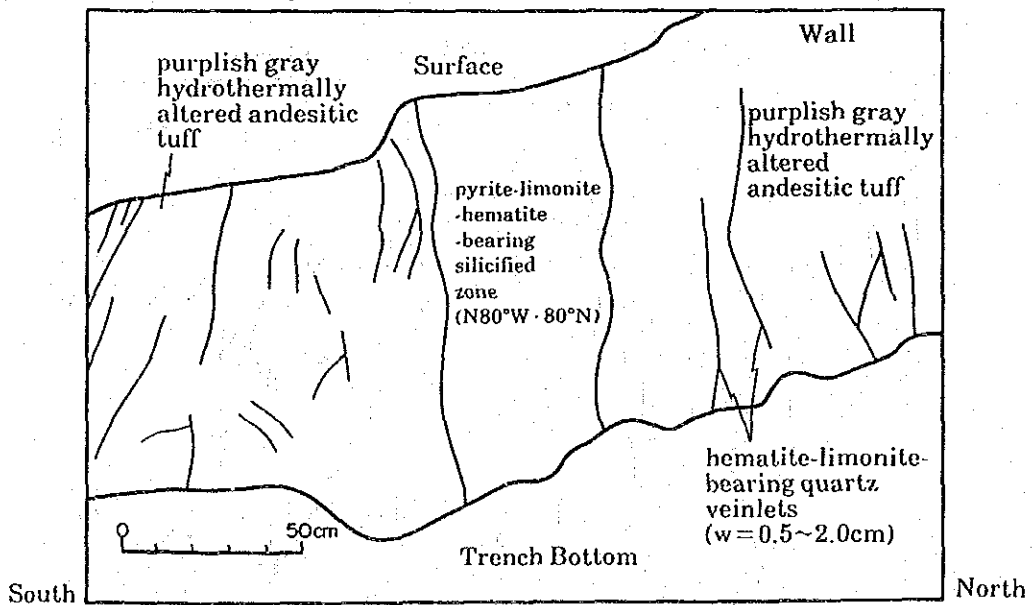 Wall
Surface
purplish gray
hydrothermally
altered andesitic
tuff
purplish gray
hydrothermally
altered
andesitic tuff
pyrite-limonite
-hematite
-bearing
silicified
zone
(N80°W · 80°N)
hematite-limonite-
bearing quartz
veinlets
(w=0.5~2.0cm)
0 50cm
Trench Bottom
South
North